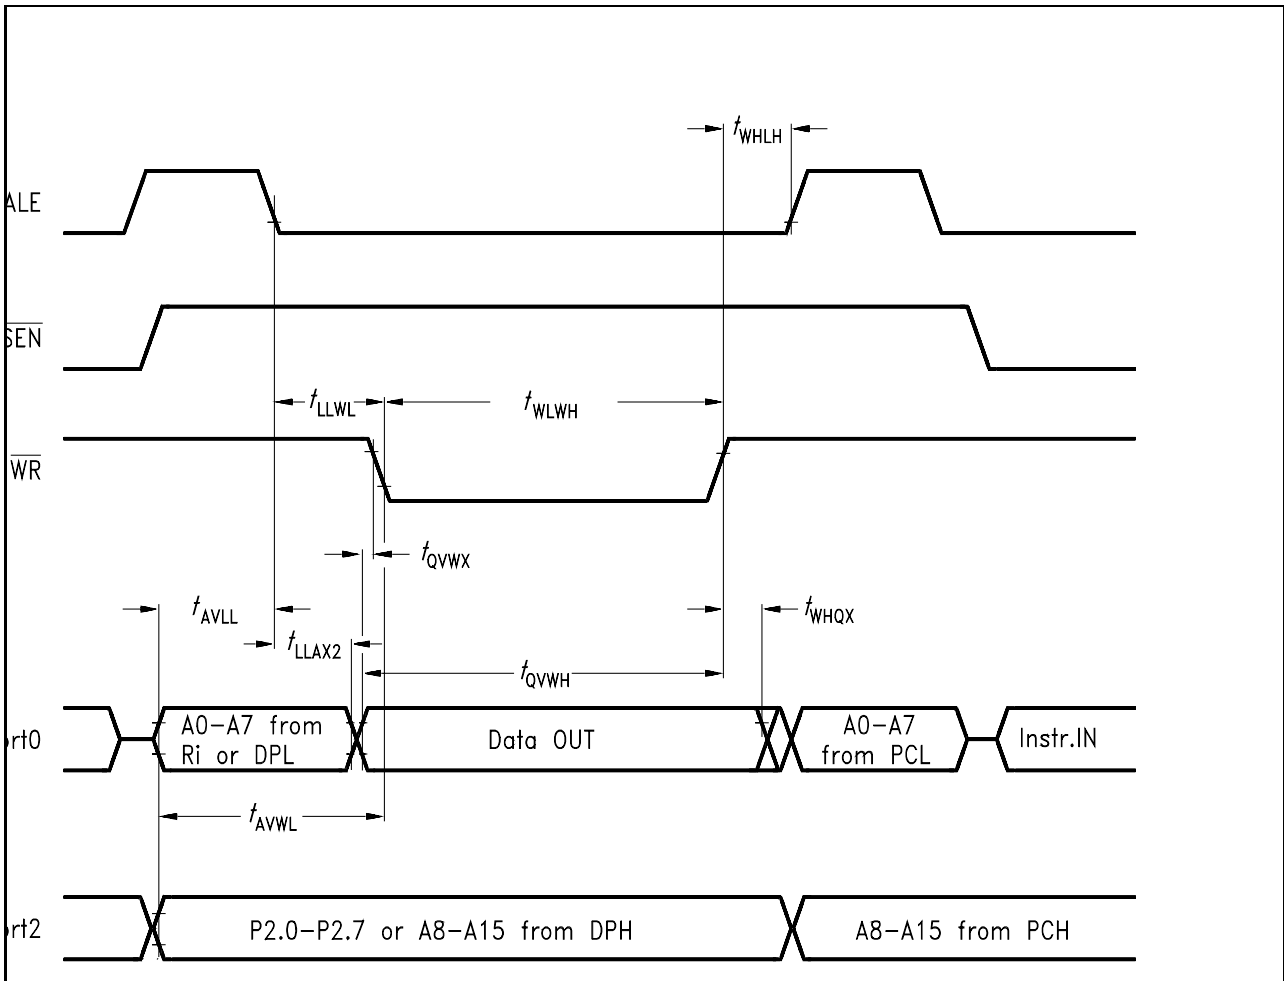 tWHLH
ALE
SEN
tLLWL
tWLWH
WR
tQVWX
tAVLL
tWHQX
tLLAX2
tQVWH
rt0
A0-A7 from
Ri or DPL
Data OUT
A0-A7
from PCL
Instr.IN
tAVWL
rt2
P2.0-P2.7 or A8-A15 from DPH
A8-A15 from PCH